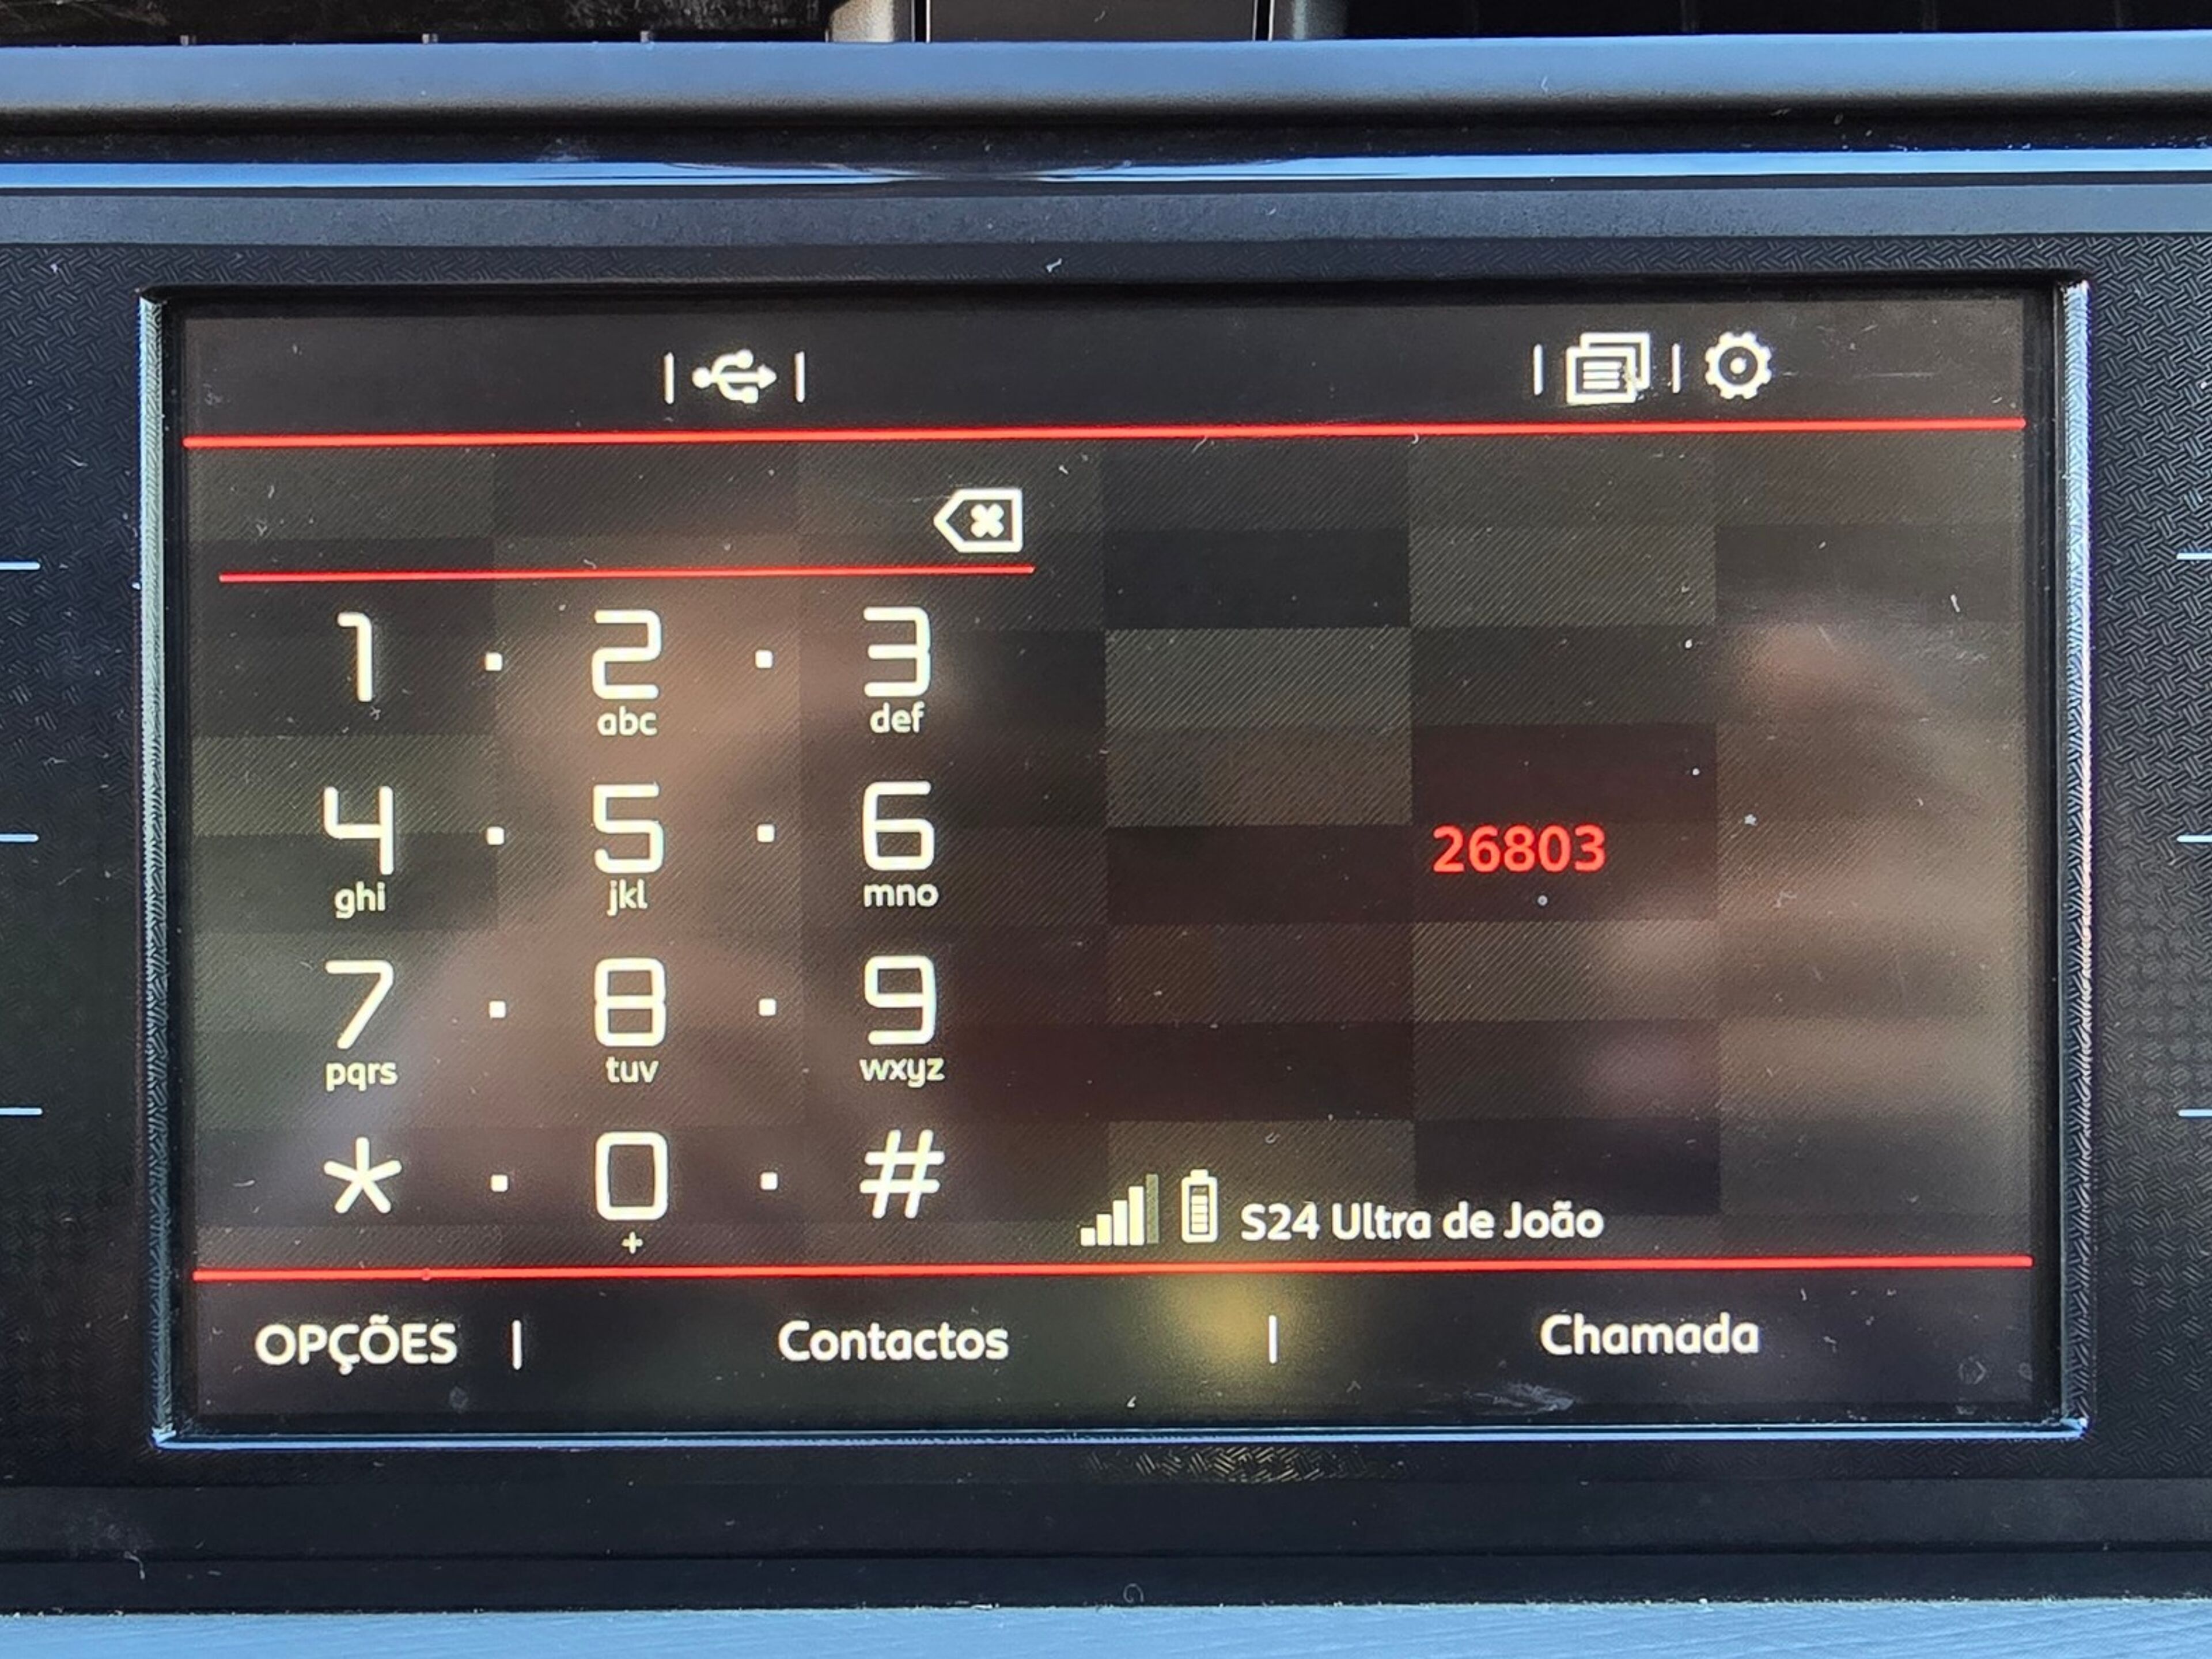 1 · 2 · 3
abc def
4 · 5 · 6
ghi jkl mno
26803
7 · 8 · 9
pqrs tuv wxyz
* · 0 · #
+
S24 Ultra de João
OPÇÕES | Contactos | Chamada